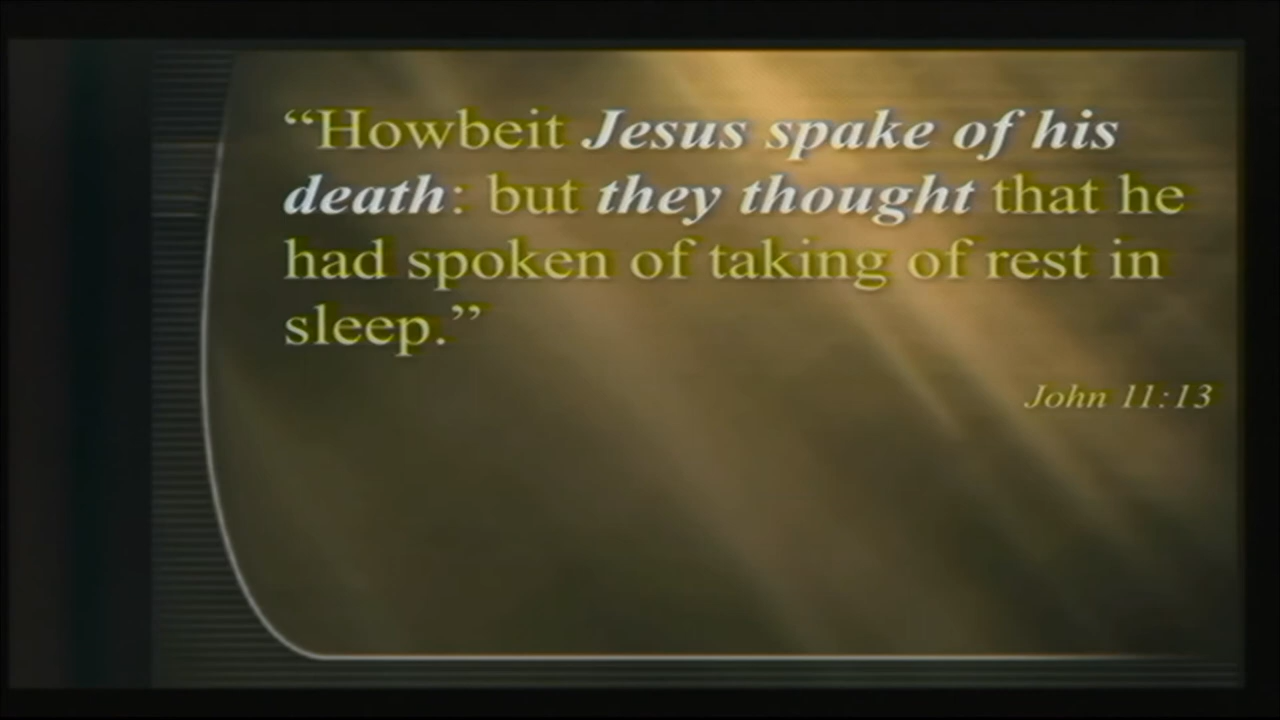 “Howbeit Jesus spake of his
death: but they thought that he
had spoken of taking of rest in
sleep.”
John 11:13